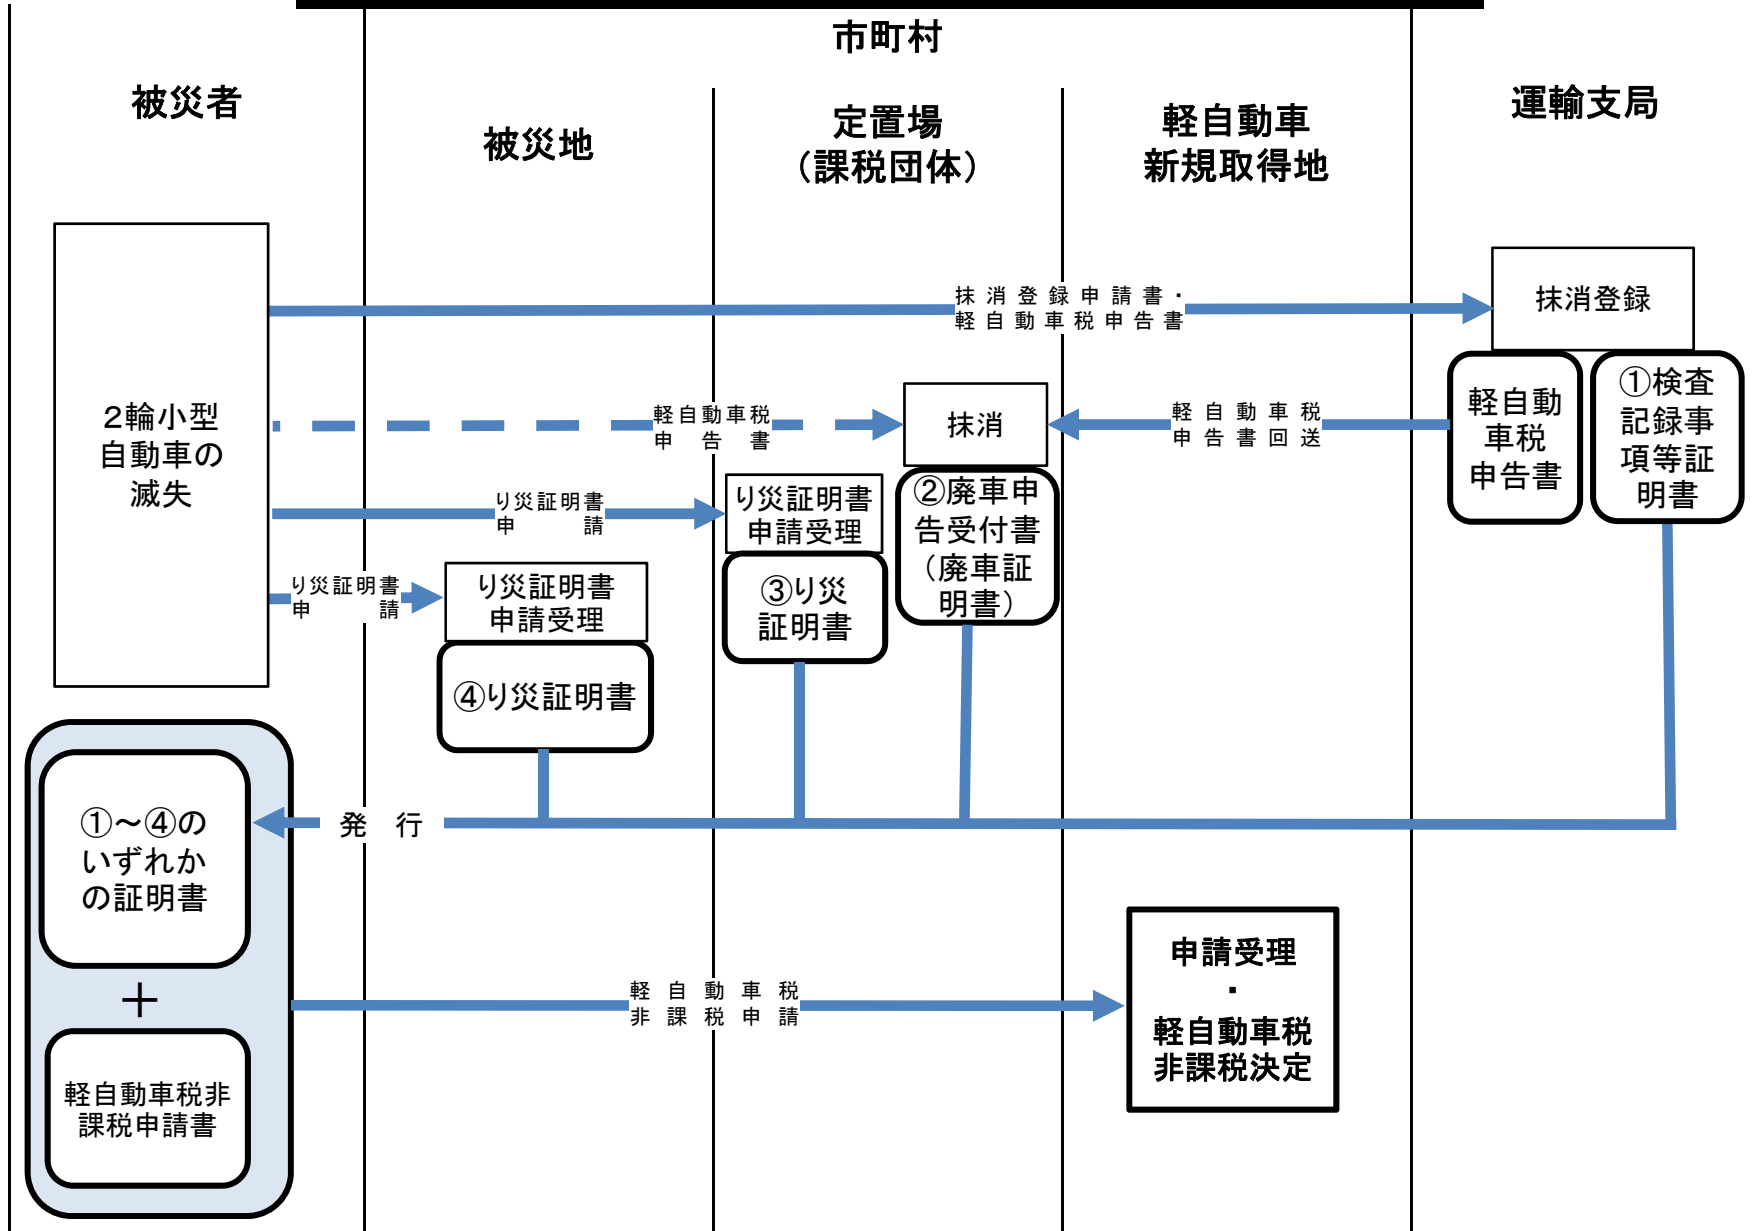 市町村
被災者
被災地
定置場
（課税団体）
軽自動車
新規取得地
運輸支局
2輪小型
自動車の
滅失
抹消登録申請書・
軽自動車税申告書
抹消登録
軽自動車税
申告書
抹消
軽自動車税
申告書回送
軽自動
車税
申告書
①検査
記録事
項等証
明書
り災証明書
申請
り災証明書
申請受理
②廃車申
告受付書
（廃車証
明書）
③り災
証明書
り災証明書
申請
り災証明書
申請受理
④り災証明書
①～④の
いずれか
の証明書
発行
＋
軽自動車税非
課税申請書
軽自動車税
非課税申請
申請受理
・
軽自動車税
非課税決定